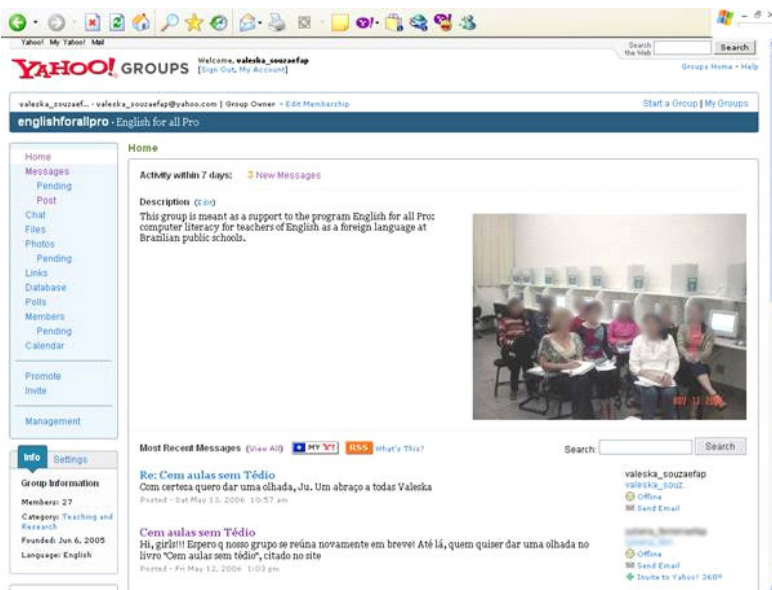 Yahoo! My Yahoo! Mail
Search
the Web
Search
YAHOO! GROUPS
Welcome, valeska_souzaefap
[Sign Out, My Account]
Groups Home - Help
valeska_souzaef... - valeska_souzaefap@yahoo.com | Group Owner - Edit Membership
Start a Group | My Groups
englishforallpro · English for all Pro
Home
Messages
Pending
Post
Chat
Files
Photos
Pending
Links
Database
Polls
Members
Pending
Calendar
Promote
Invite
Management
Info
Settings
Group Information
Members: 27
Category: Teaching and
Research
Founded: Jun 6, 2005
Language: English
Home
Activity within 7 days: 3 New Messages
Description (Edit)
This group is meant as a support to the program English for all Pro:
computer literacy for teachers of English as a foreign language at
Brazilian public schools.
NOV 17
Most Recent Messages (View All) + MY Y! RSS What's This?
Search:
Search
Re: Cem aulas sem Tédio
Com certeza quero dar uma olhada, Ju. Um abraço a todas Valeska
Posted - Sat May 13, 2006 10:57 am
valeska_souzaefap
valeska_souz...
Offline
Send Email
Cem aulas sem Tédio
Hi, girls!!! Espero q nosso grupo se reúna novamente em breve! Até lá, quem quiser dar uma olhada no
livro "Cem aulas sem tédio", citado no site
Posted - Fri May 12, 2006 1:03 pm
Offline
Send Email
Invite to Yahoo! 360º